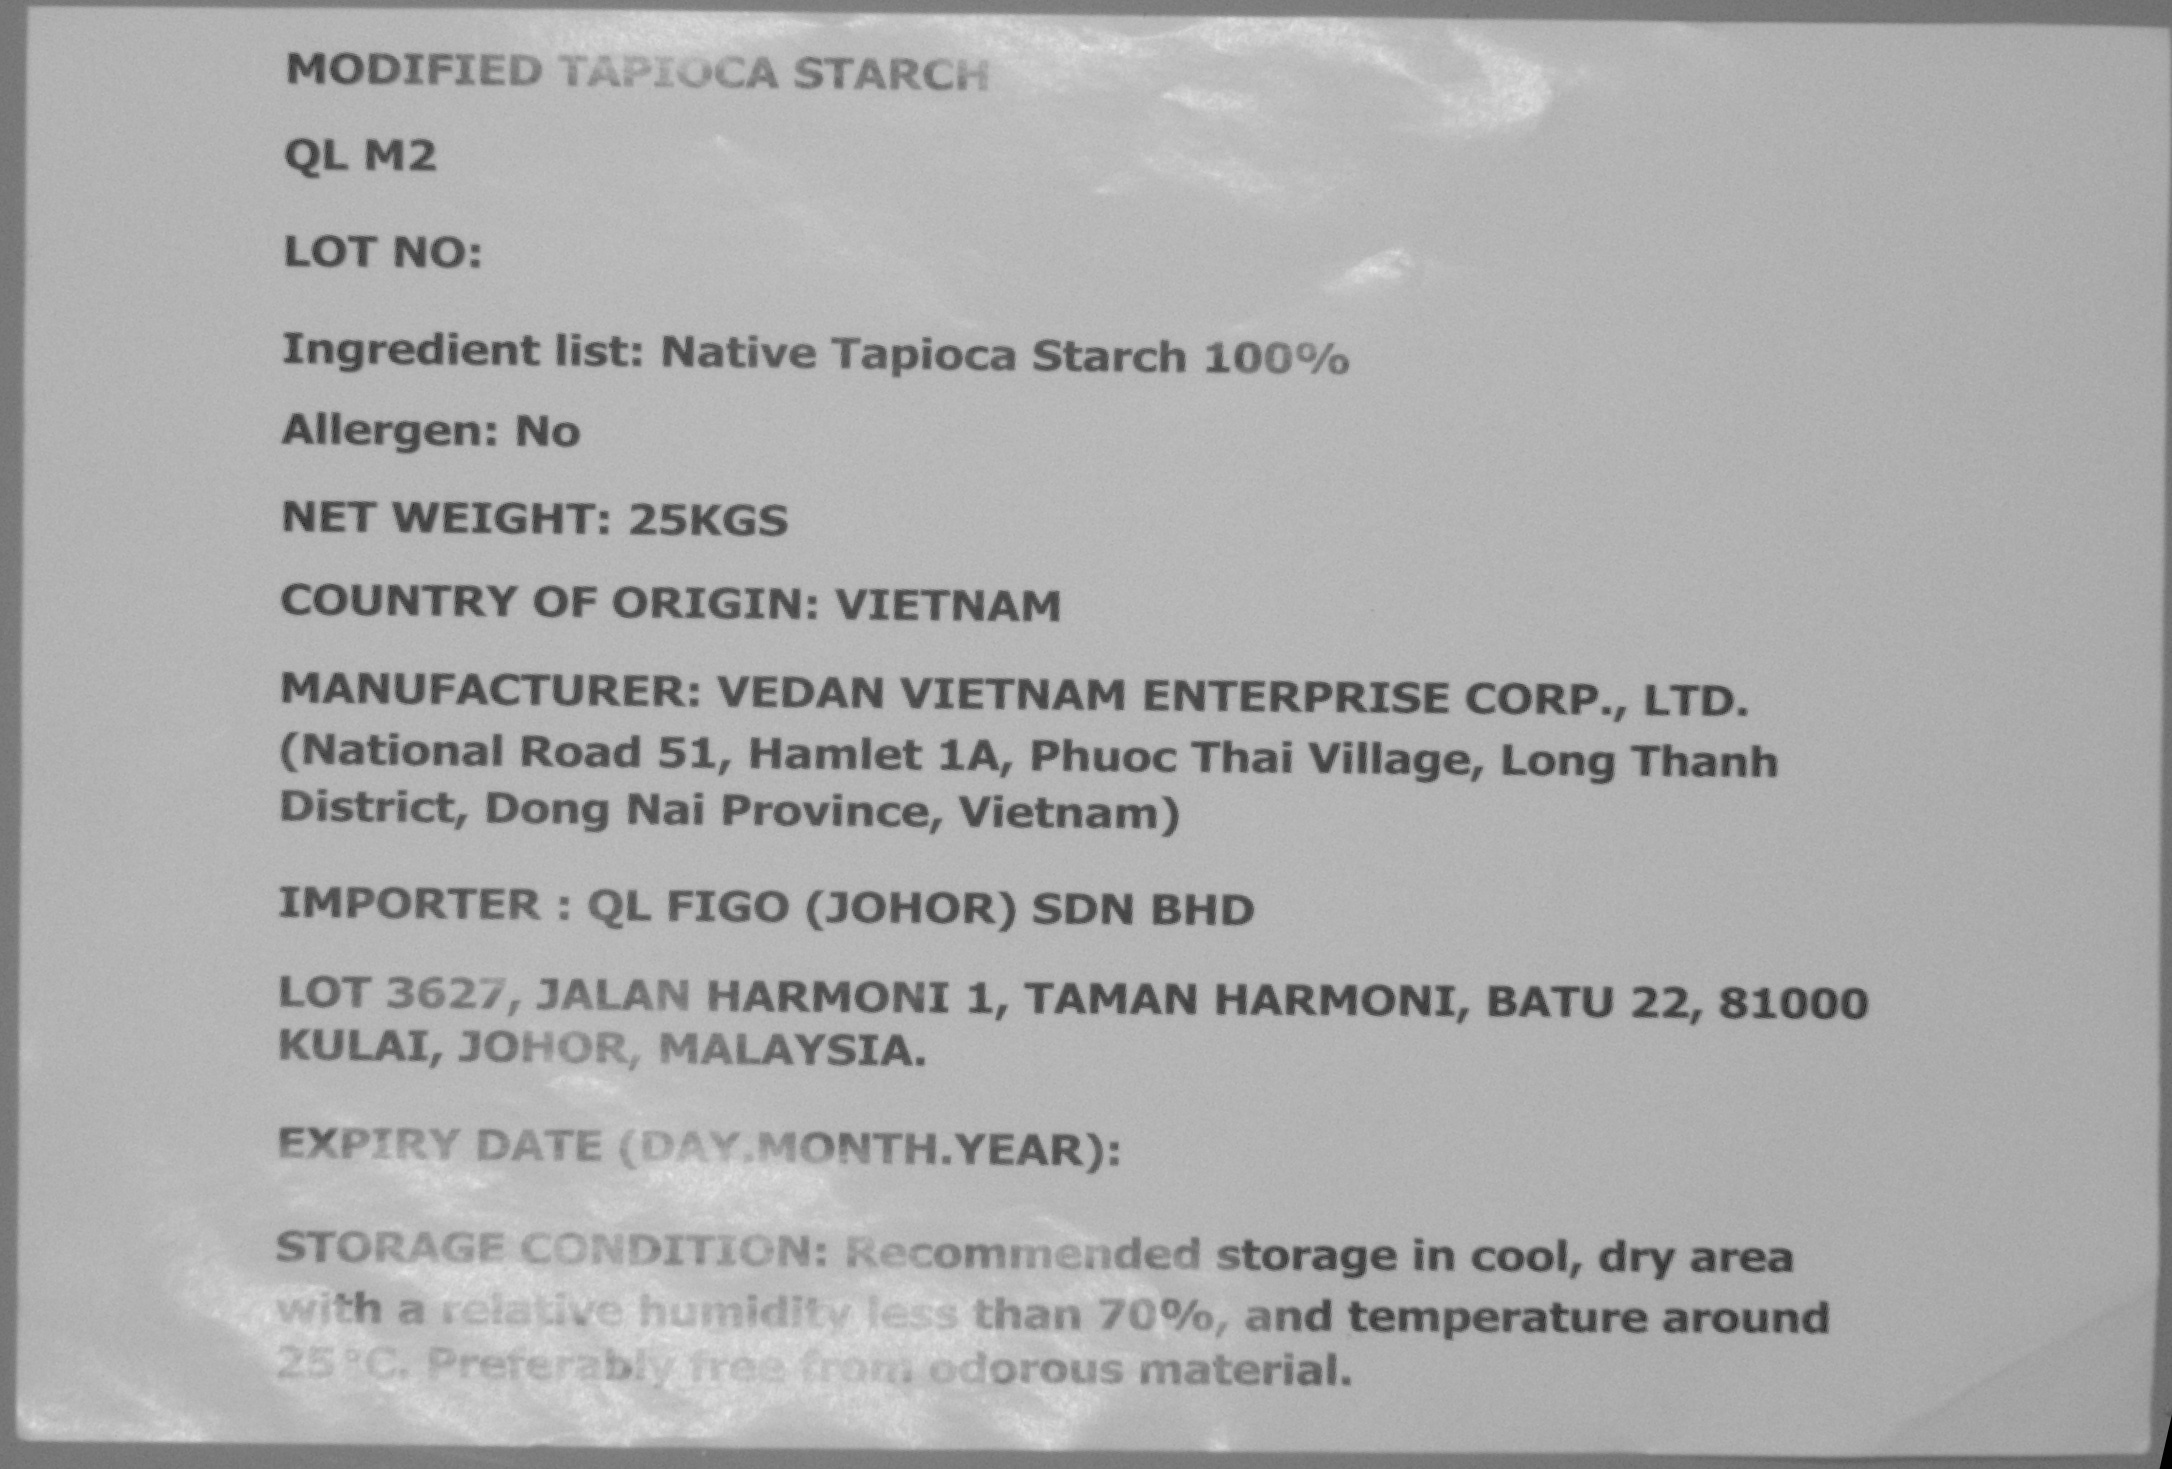 MODIFIED TAPIOCA STARCH
QL M2
LOT NO:
Ingredient list: Native Tapioca Starch 100%
Allergen: No
NET WEIGHT: 25KGS
COUNTRY OF ORIGIN: VIETNAM
MANUFACTURER: VEDAN VIETNAM ENTERPRISE CORP., LTD.
(National Road 51, Hamlet 1A, Phuoc Thai Village, Long Thanh
District, Dong Nai Province, Vietnam)
IMPORTER : QL FIGO (JOHOR) SDN BHD
LOT 3627, JALAN HARMONI 1, TAMAN HARMONI, BATU 22, 81000
KULAI, JOHOR, MALAYSIA.
EXPIRY DATE (DAY.MONTH.YEAR):
STORAGE CONDITION: Recommended storage in cool, dry area
with a relative humidity less than 70%, and temperature around
25°C. Preferably free from odorous material.